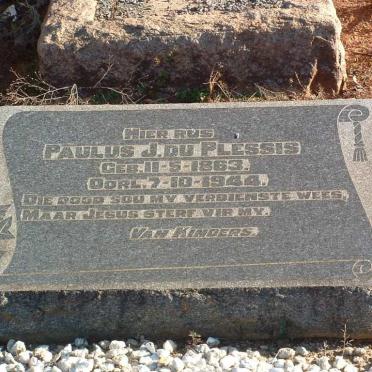 Hier rus
Paulus J. du Plessis
Geb. 11-5-1863.
Oorl. 7-10-1944.
Die dood sou my verdienste wees,
Maar Jesus sterf vir my.
Van Kinders.